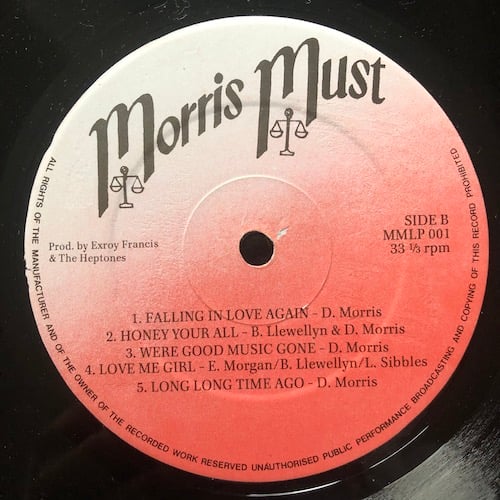 Morris Must
SIDE B
MMLP 001
33 ⅓ rpm
Prod. by Exroy Francis
& The Heptones
1. FALLING IN LOVE AGAIN - D. Morris
2. HONEY YOUR ALL - B. Llewellyn & D. Morris
3. WERE GOOD MUSIC GONE - D. Morris
4. LOVE ME GIRL - E. Morgan/B. Llewellyn/L. Sibbles
5. LONG LONG TIME AGO - D. Morris
ALL RIGHTS OF THE MANUFACTURER AND OF THE OWNER OF THE RECORDED WORK RESERVED UNAUTHORISED PUBLIC PERFORMANCE BROADCASTING AND COPYING OF THIS RECORD PROHIBITED